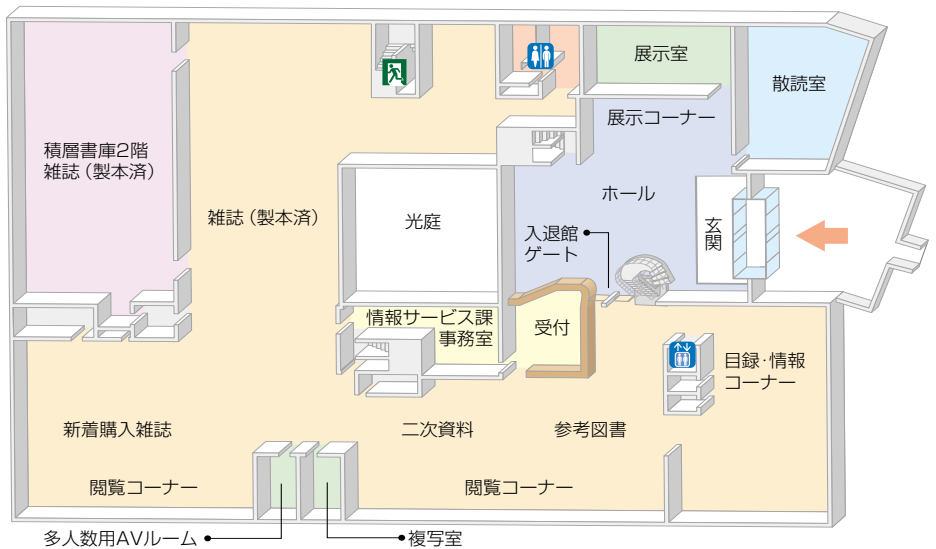 展示室
散読室
展示コーナー
積層書庫2階
雑誌（製本済）
ホール
雑誌（製本済）
光庭
玄関
入退館
ゲート
情報サービス課
事務室
受付
目録・情報
コーナー
新着購入雑誌
二次資料
参考図書
閲覧コーナー
閲覧コーナー
多人数用AVルーム
複写室